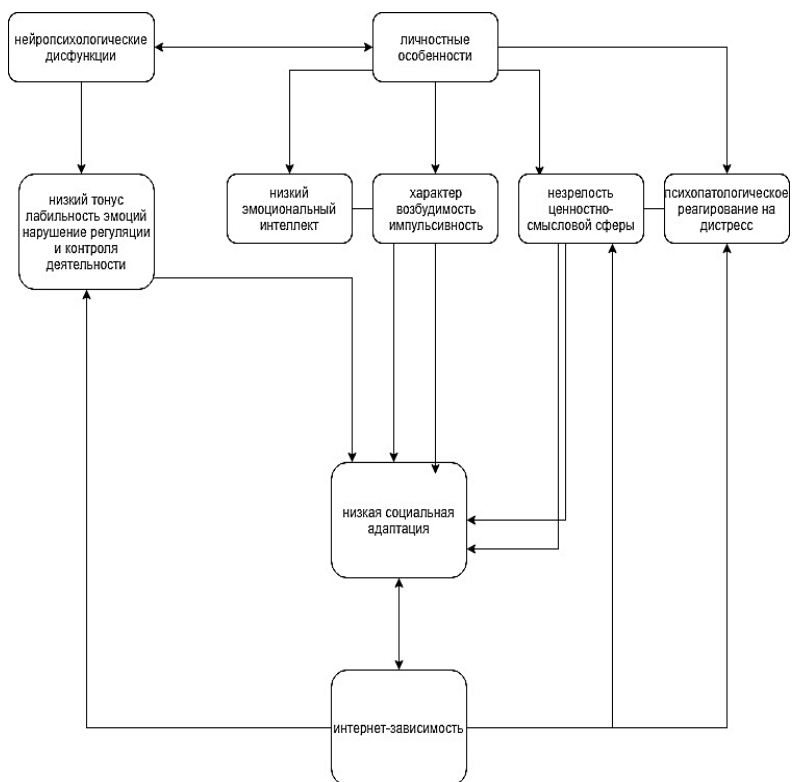 нейропсихологические
дисфункции
личностные
особенности
низкий тонус
лабильность эмоций
нарушение регуляции
и контроля
деятельности
низкий
эмоциональный
интеллект
характер
возбудимость
импульсивность
незрелость
ценностно-
смысловой сферы
психопатологическое
реагирование на
дистресс
низкая социальная
адаптация
интернет-зависимость